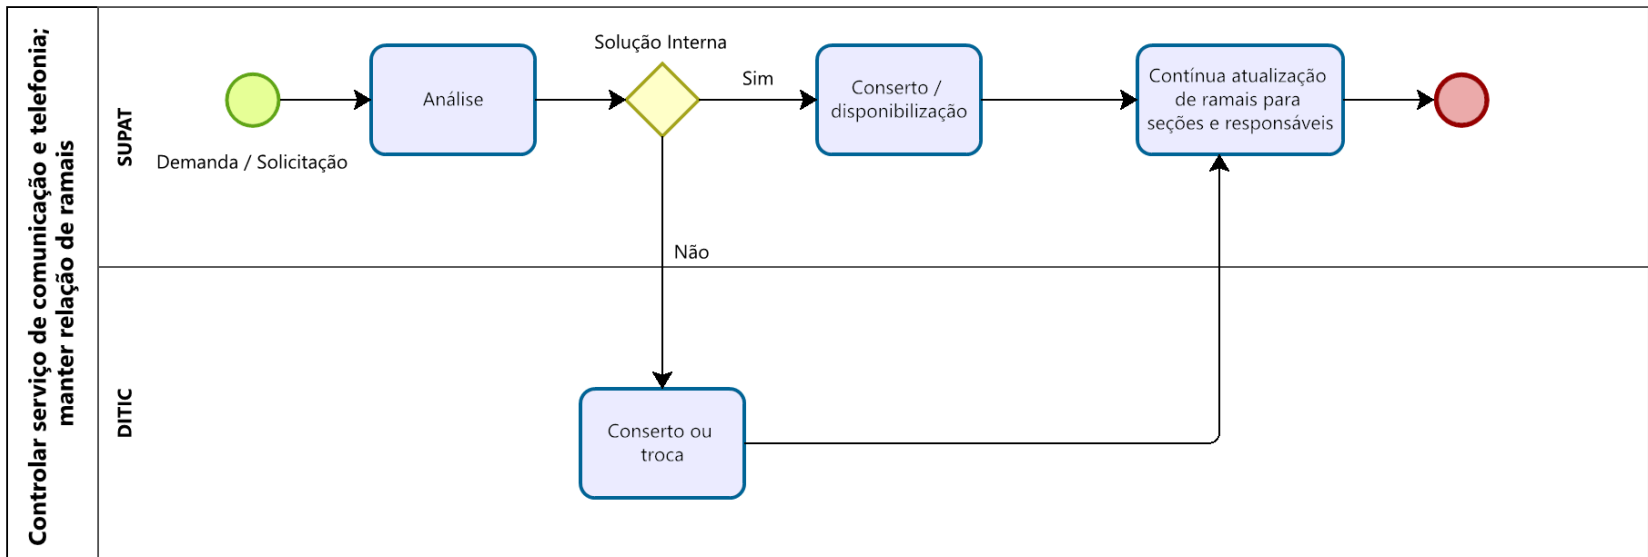 Controlar serviço de comunicação e telefonia;
manter relação de ramais
SUPAT
Demanda / Solicitação
Análise
Solução Interna
Sim
Não
Conserto /
disponibilização
Contínua atualização
de ramais para
seções e responsáveis
DITIC
Conserto ou
troca